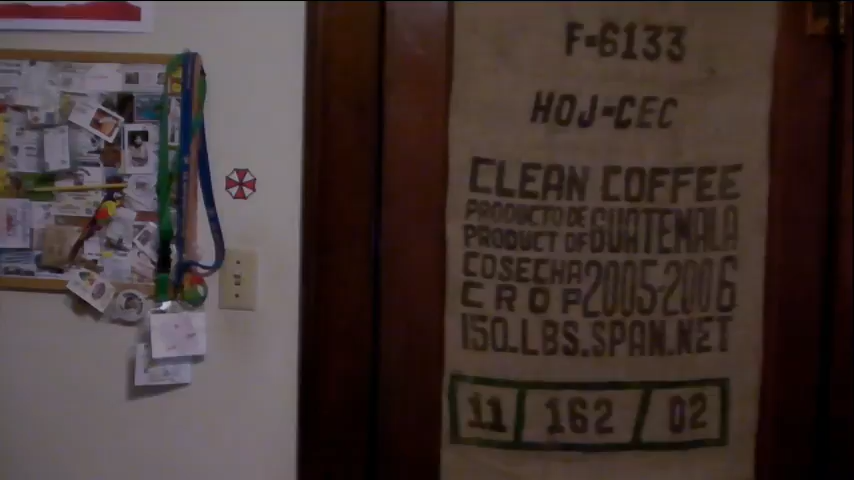 F=6133
HOJ=CEC
CLEAN COFFEE
PRODUCTO DE
PRODUCT OF GUATEMALA
COSECHA
CROP 2005-2006
150.LBS.SPAN.NET
11 162 02